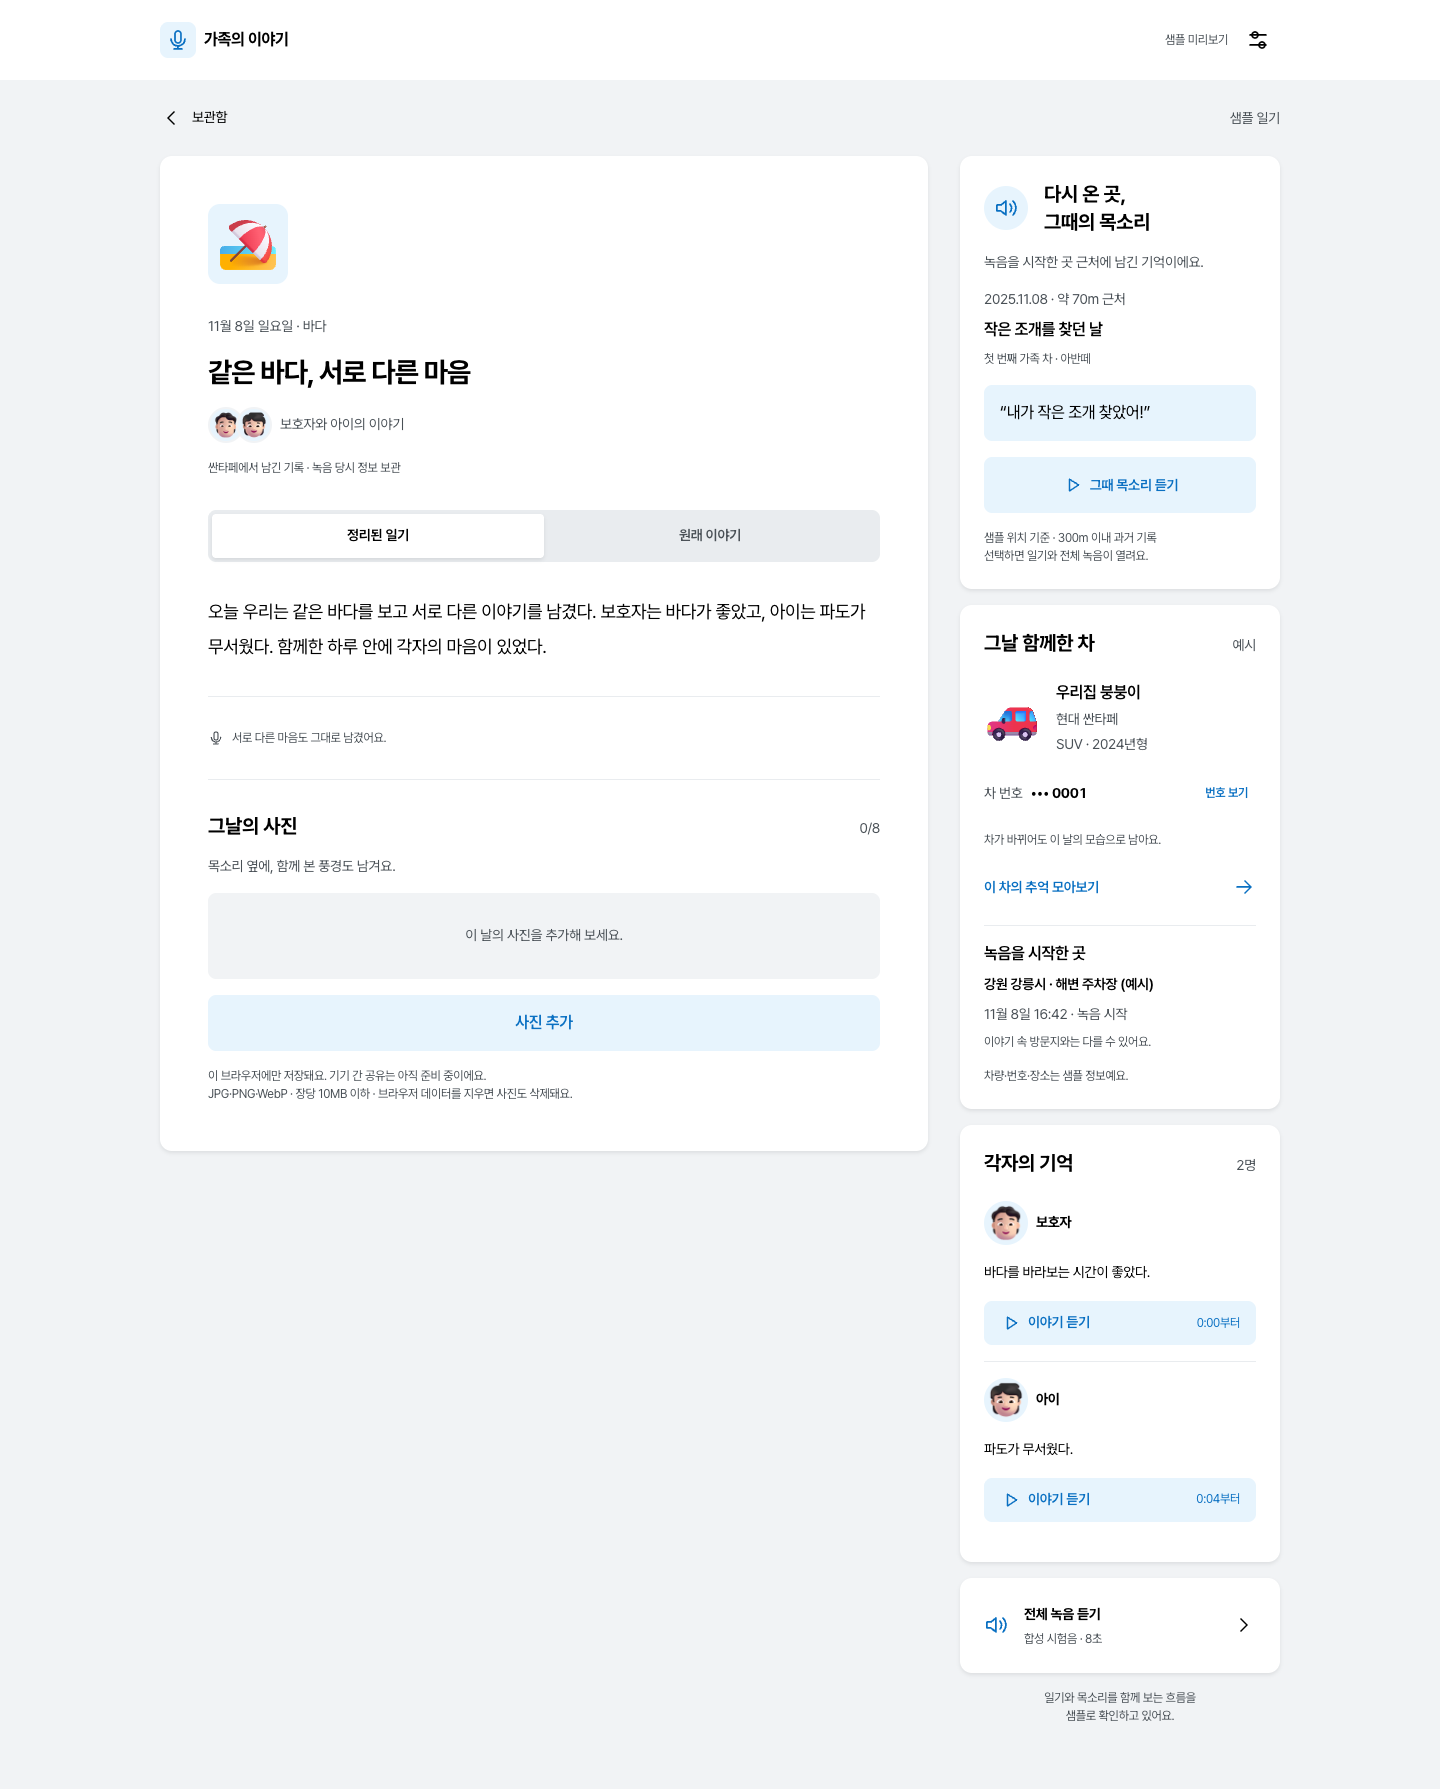 가족의 이야기
샘플 미리보기
보관함
샘플 일기
11월 8일 일요일 · 바다
같은 바다, 서로 다른 마음
보호자와 아이의 이야기
싼타페에서 남긴 기록 · 녹음 당시 정보 보관
정리된 일기
원래 이야기
오늘 우리는 같은 바다를 보고 서로 다른 이야기를 남겼다. 보호자는 바다가 좋았고, 아이는 파도가
무서웠다. 함께한 하루 안에 각자의 마음이 있었다.
서로 다른 마음도 그대로 남겼어요.
그날의 사진
0/8
목소리 옆에, 함께 본 풍경도 남겨요.
이 날의 사진을 추가해 보세요.
사진 추가
이 브라우저에만 저장돼요. 기기 간 공유는 아직 준비 중이에요.
JPG·PNG·WebP · 장당 10MB 이하 · 브라우저 데이터를 지우면 사진도 삭제돼요.
다시 온 곳,
그때의 목소리
녹음을 시작한 곳 근처에 남긴 기억이에요.
2025.11.08 · 약 70m 근처
작은 조개를 찾던 날
첫 번째 가족 차 · 아반떼
“내가 작은 조개 찾았어!”
그때 목소리 듣기
샘플 위치 기준 · 300m 이내 과거 기록
선택하면 일기와 전체 녹음이 열려요.
그날 함께한 차
예시
우리집 붕붕이
현대 싼타페
SUV · 2024년형
차 번호 ••• 0001
번호 보기
차가 바뀌어도 이 날의 모습으로 남아요.
이 차의 추억 모아보기
녹음을 시작한 곳
강원 강릉시 · 해변 주차장 (예시)
11월 8일 16:42 · 녹음 시작
이야기 속 방문지와는 다를 수 있어요.
차량·번호·장소는 샘플 정보예요.
각자의 기억
2명
보호자
바다를 바라보는 시간이 좋았다.
이야기 듣기
0:00부터
아이
파도가 무서웠다.
이야기 듣기
0:04부터
전체 녹음 듣기
합성 시험음 · 8초
일기와 목소리를 함께 보는 흐름을
샘플로 확인하고 있어요.